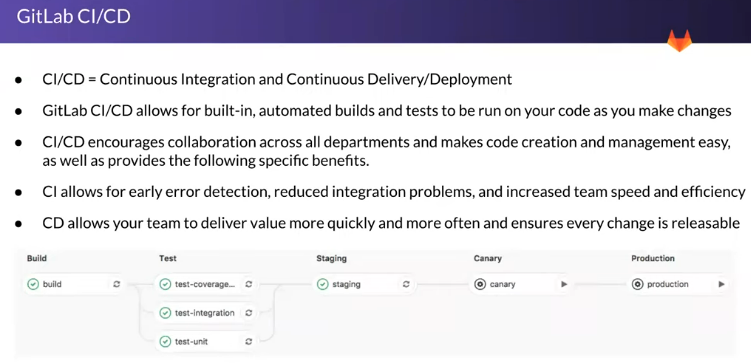 GitLab CI/CD
● CI/CD = Continuous Integration and Continuous Delivery/Deployment
● GitLab CI/CD allows for built-in, automated builds and tests to be run on your code as you make changes
● CI/CD encourages collaboration across all departments and makes code creation and management easy,
as well as provides the following specific benefits.
● CI allows for early error detection, reduced integration problems, and increased team speed and efficiency
● CD allows your team to deliver value more quickly and more often and ensures every change is releasable
Build Test Staging Canary Production
build test-coverage... staging canary production
test-integration
test-unit